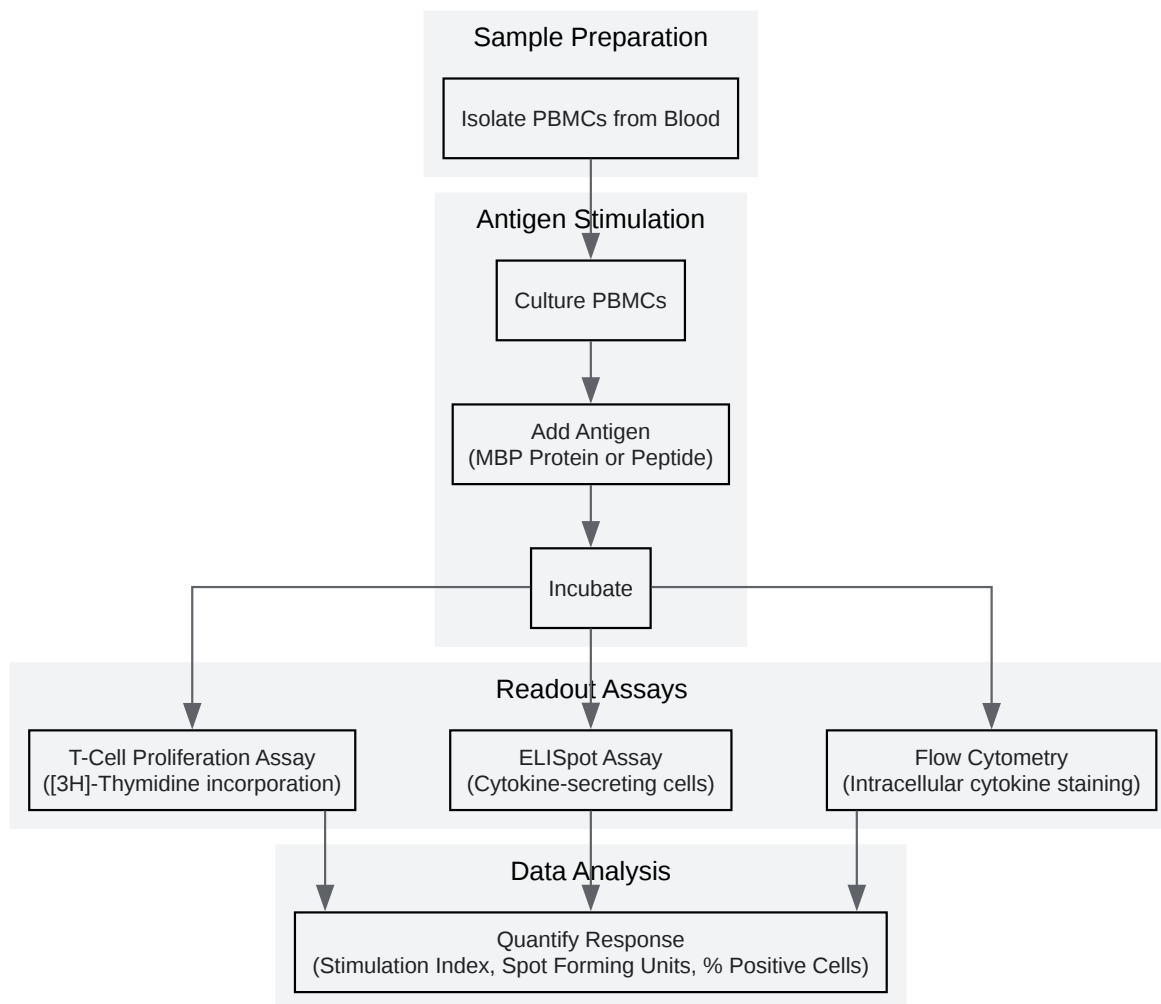 Sample Preparation
Isolate PBMCs from Blood
Antigen Stimulation
Culture PBMCs
Add Antigen
(MBP Protein or Peptide)
Incubate
Readout Assays
T-Cell Proliferation Assay
([3H]-Thymidine incorporation)
ELISpot Assay
(Cytokine-secreting cells)
Flow Cytometry
(Intracellular cytokine staining)
Data Analysis
Quantify Response
(Stimulation Index, Spot Forming Units, % Positive Cells)